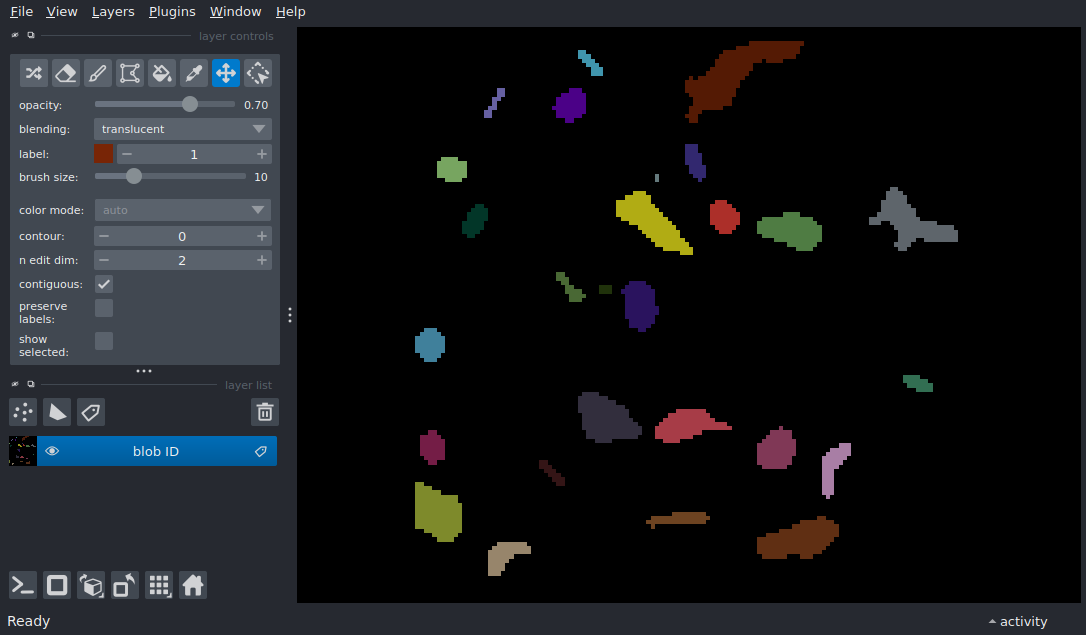 File View Layers Plugins Window Help
layer controls
opacity: 0.70
blending: translucent
label: 1
brush size: 10
color mode: auto
contour: 0
n edit dim: 2
contiguous:
preserve
labels:
show
selected:
layer list
blob ID
Ready
activity